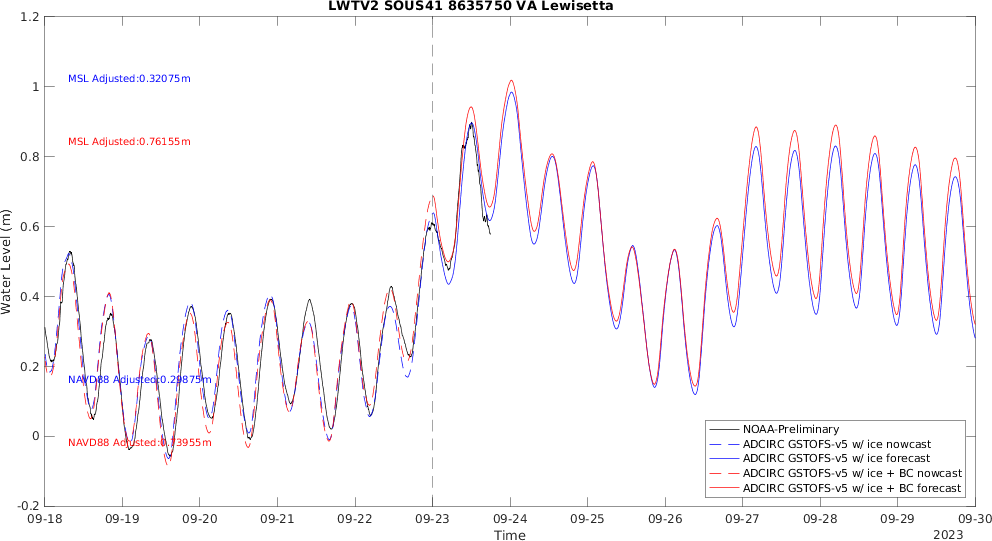 LWTV2 SOUS41 8635750 VA Lewisetta
1.2
1
0.8
0.6
0.4
0.2
0
-0.2
Water Level (m)
MSL Adjusted:0.32075m
MSL Adjusted:0.76155m
NAVD88 Adjusted:0.29875m
NAVD88 Adjusted:0.73955m
NOAA-Preliminary
ADCIRC GSTOFS-v5 w/ ice nowcast
ADCIRC GSTOFS-v5 w/ ice forecast
ADCIRC GSTOFS-v5 w/ ice + BC nowcast
ADCIRC GSTOFS-v5 w/ ice + BC forecast
09-18 09-19 09-20 09-21 09-22 09-23 09-24 09-25 09-26 09-27 09-28 09-29 09-30
Time
2023